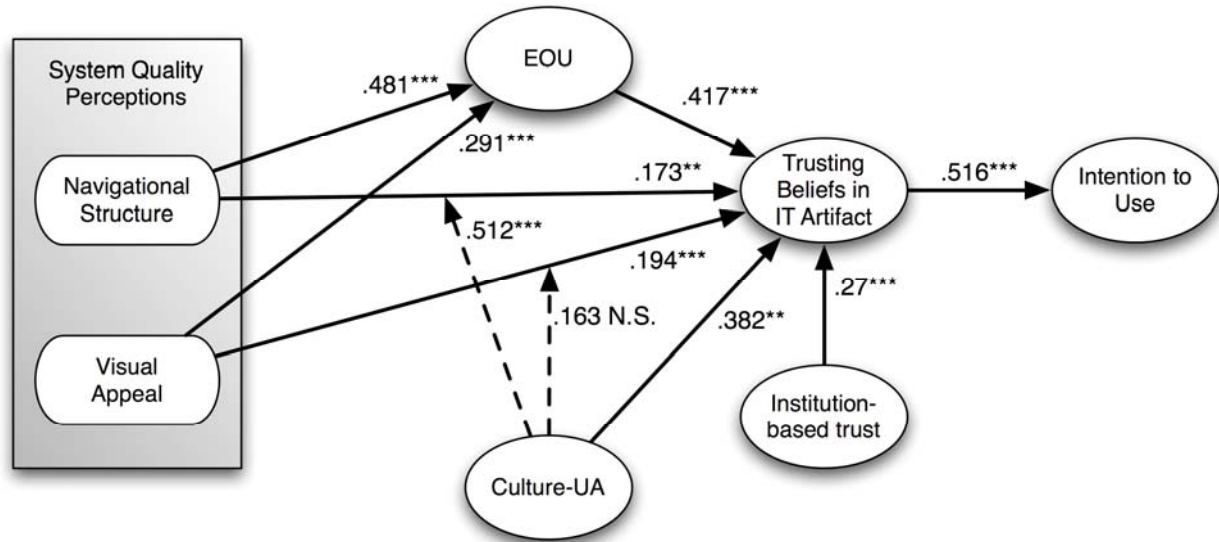 System Quality
Perceptions
EOU
.481***
.417***
.291***
Navigational
Structure
.173**
Trusting
Beliefs in
IT Artifact
.516***
Intention to
Use
.512***
.194***
.27***
.163 N.S.
.382**
Visual
Appeal
Institution-
based trust
Culture-UA